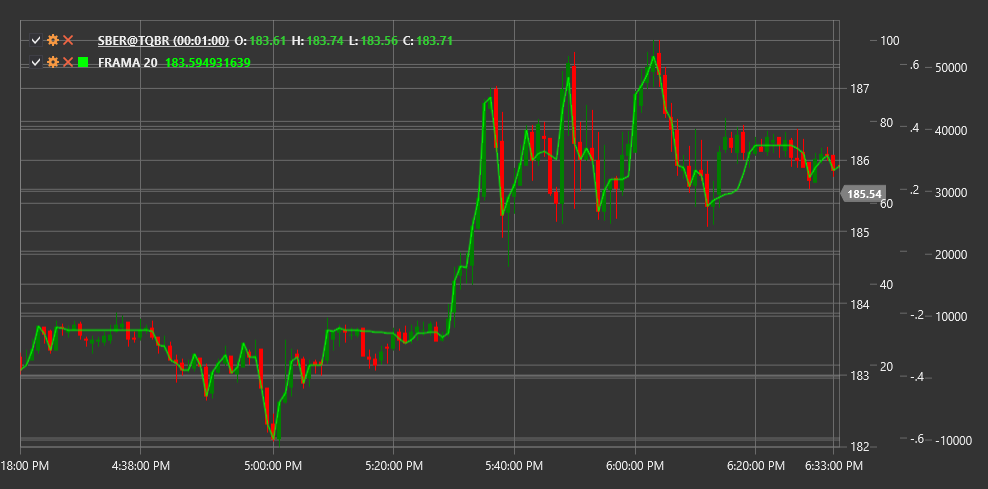 SBER@TQBR (00:01:00) O: 183.61 H: 183.74 L: 183.56 C: 183.71
FRAMA 20 183.594931639
100
.6
50000
187
80
.4
40000
186
.2
30000
185.54
60
185
20000
40
184
-.2
10000
183
20
-.4
182
-.6
-10000
18:00 PM
4:38:00 PM
5:00:00 PM
5:20:00 PM
5:40:00 PM
6:00:00 PM
6:20:00 PM
6:33:00 PM